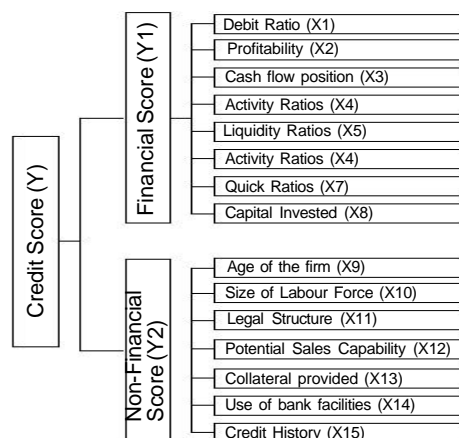 Credit Score (Y)
Financial Score (Y1)
Debit Ratio (X1)
Profitability (X2)
Cash flow position (X3)
Activity Ratios (X4)
Liquidity Ratios (X5)
Activity Ratios (X4)
Quick Ratios (X7)
Capital Invested (X8)
Non-Financial
Score (Y2)
Age of the firm (X9)
Size of Labour Force (X10)
Legal Structure (X11)
Potential Sales Capability (X12)
Collateral provided (X13)
Use of bank facilities (X14)
Credit History (X15)